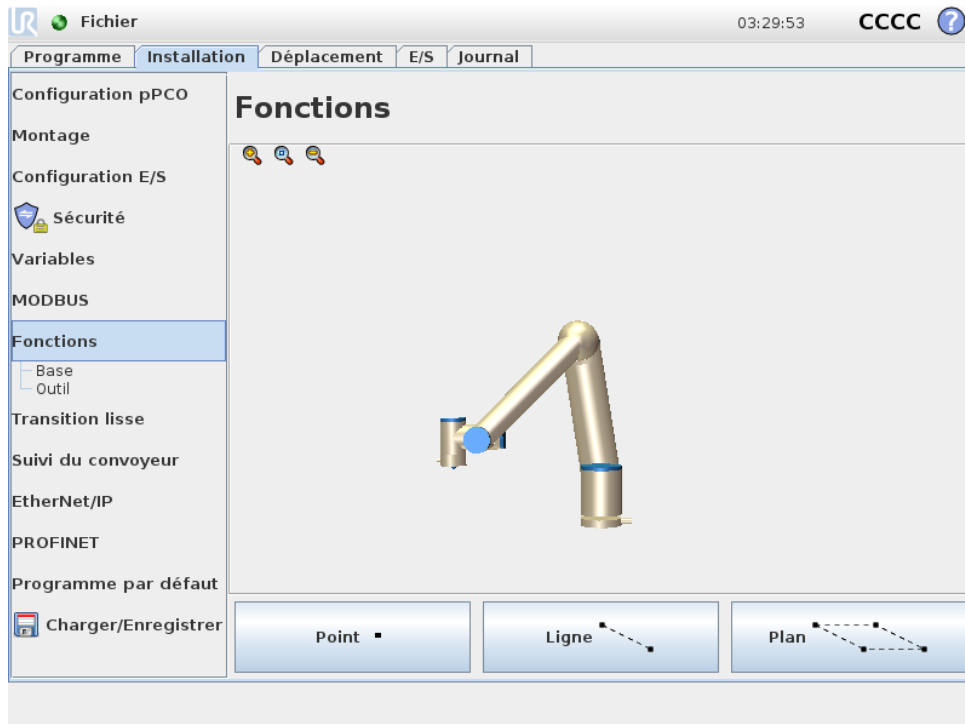 UR Fichier 03:29:53 CCCC ?
Programme Installation Déplacement E/S Journal
Configuration pPCO
Montage
Configuration E/S
Sécurité
Variables
MODBUS
Fonctions
Base
Outil
Transition lisse
Suivi du convoyeur
EtherNet/IP
PROFINET
Programme par défaut
Charger/Enregistrer
Fonctions
Point Ligne Plan